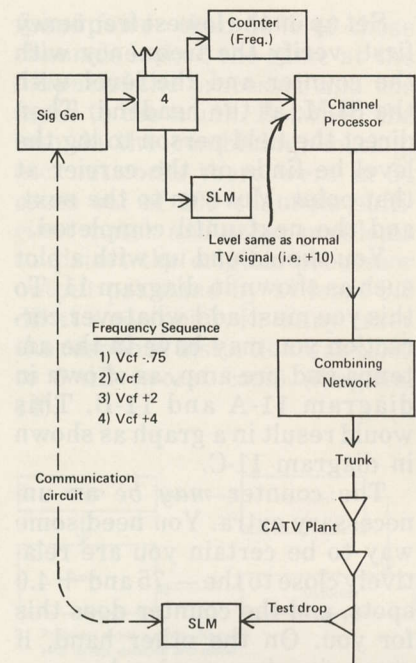 Counter
(Freq.)
Sig Gen
4
Channel
Processor
SLM
Level same as normal
TV signal (i.e. +10)
Frequency Sequence
1) Vcf -.75
2) Vcf
3) Vcf +2
4) Vcf +4
Combining
Network
Trunk
Communication
circuit
CATV Plant
Test drop
SLM